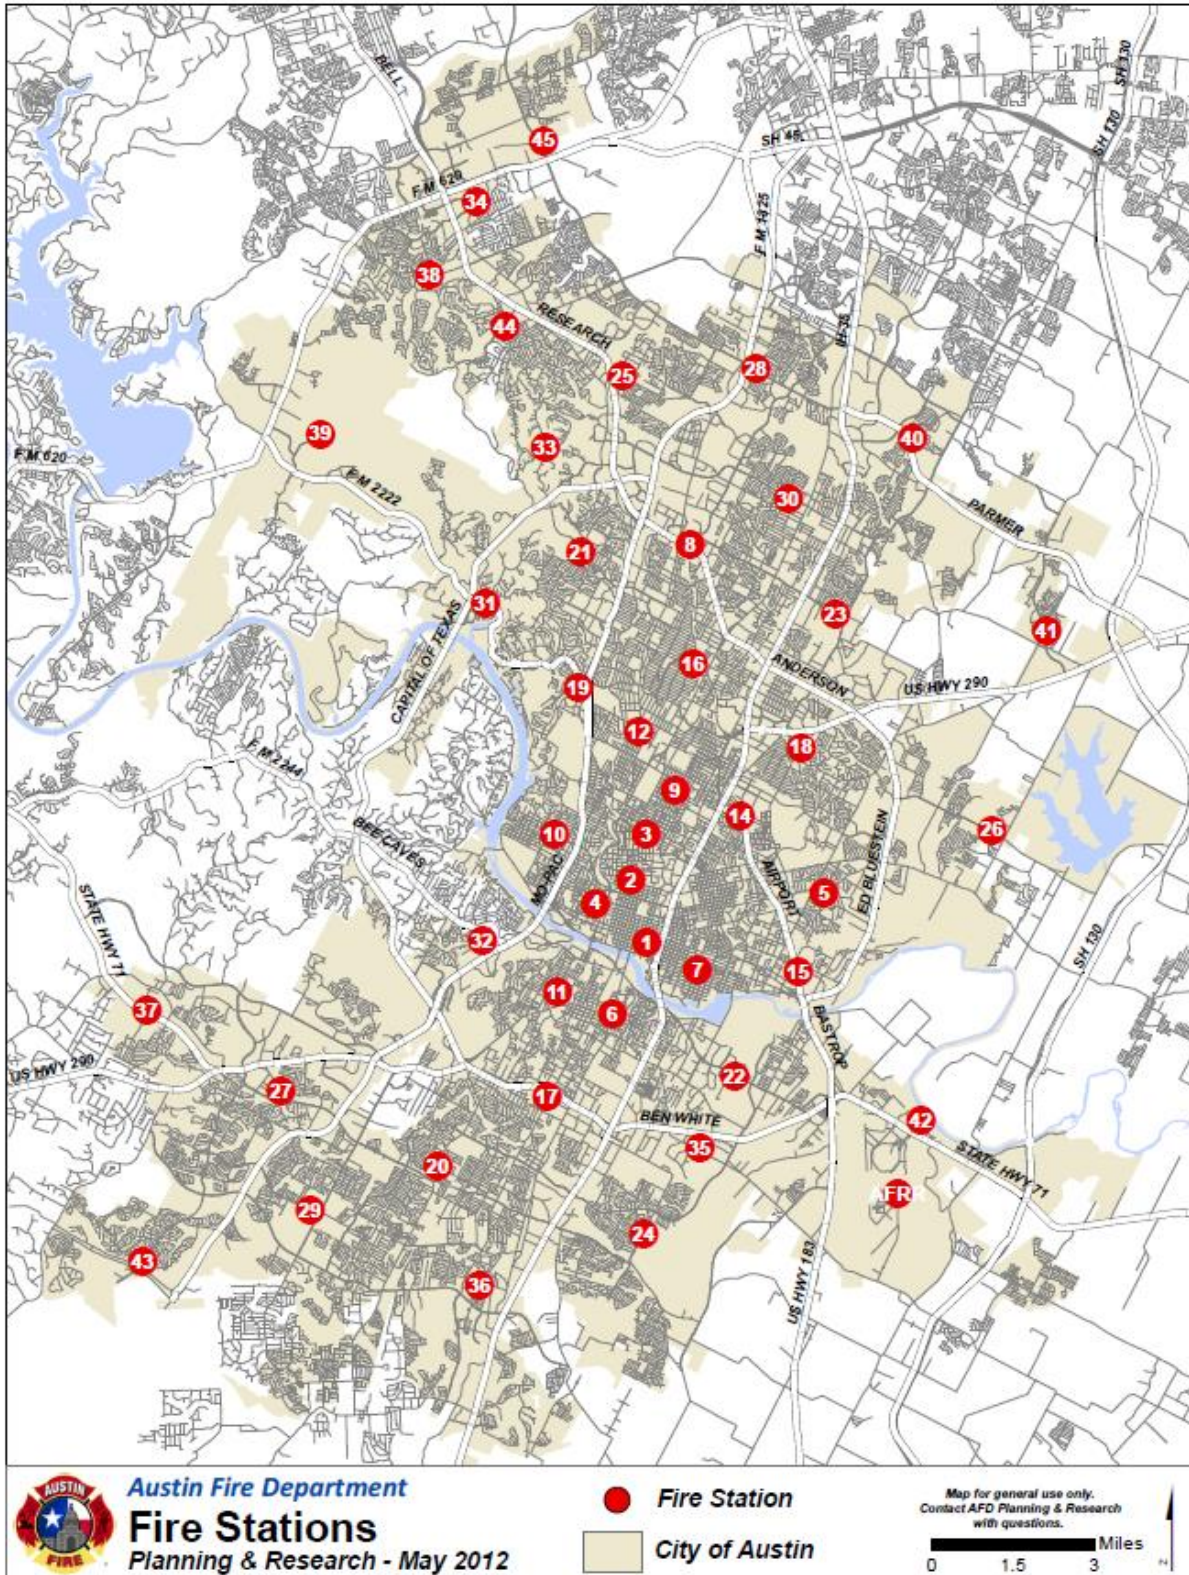 SH 130
BELL T
45
SH 45
SH 130
F M 620
34
F M 1325
38
RESEARCH
44
IH-35
25
28
39
33
40
F M 620
F M 2222
30
PARMER
8
21
31
23
41
CAPITAL OF TEXAS
16
ANDERSON
19
US HWY 290
12
18
F M 2244
9
14
26
10
3
BEE CAVES
AIRPORT
ED BLUESTEIN
MO-PAC
2
5
4
STATE HWY 71
32
1
SH 130
7
15
11
37
6
BASTROP
US HWY 290
22
27
17
BEN WHITE
42
35
STATE HWY 71
20
AFRR
29
24
43
36
US HWY 183
AUSTIN
FIRE
Austin Fire Department
Fire Stations
Planning & Research - May 2012
Fire Station
City of Austin
Map for general use only.
Contact AFD Planning & Research
with questions.
Miles
0 1.5 3
N